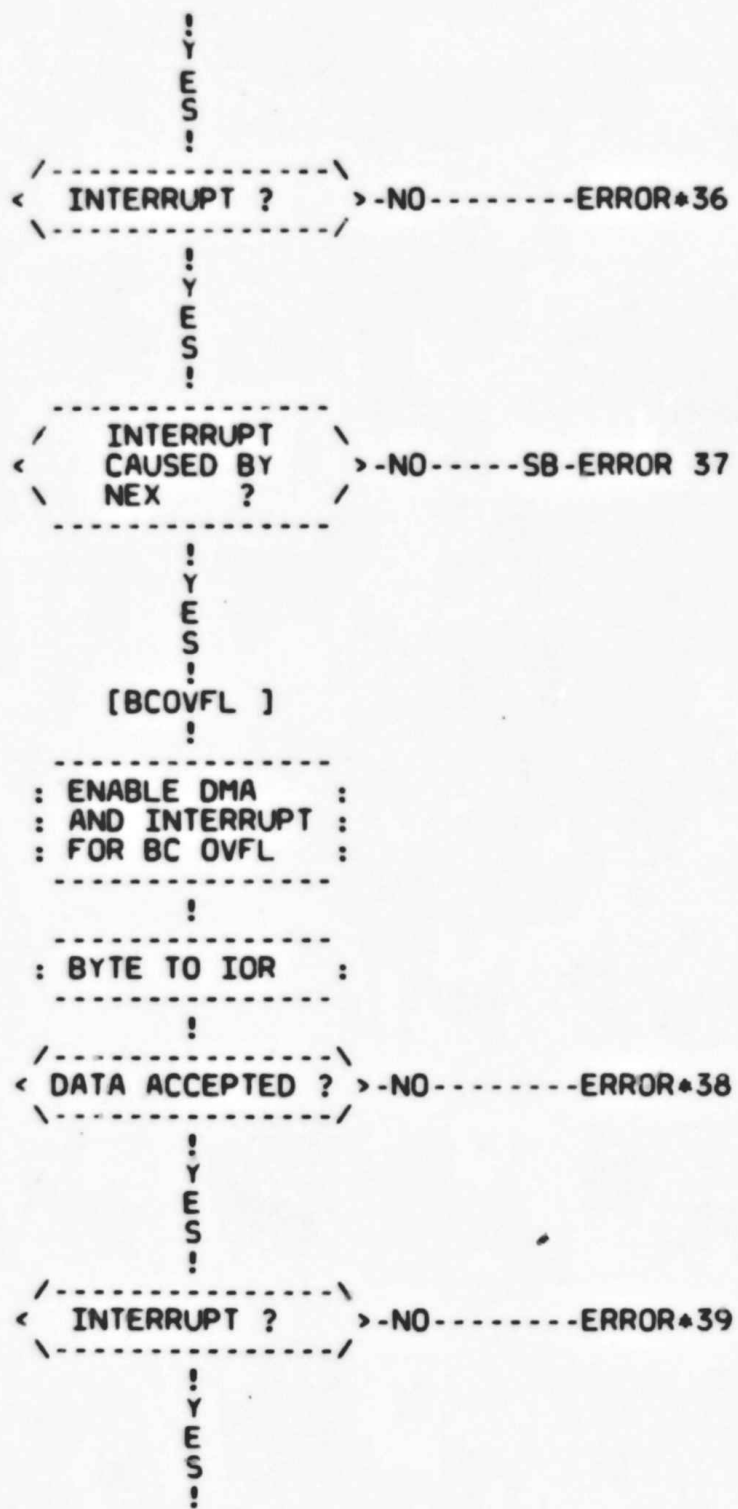 !
Y
E
S
!
/---------------\
< INTERRUPT ? >-NO--------ERROR*36
\---------------/
!
Y
E
S
!
--------------
/ INTERRUPT \
< CAUSED BY >-NO-----SB-ERROR 37
\ NEX ? /
--------------
!
Y
E
S
!
[BCOVFL ]
!
--------------
: ENABLE DMA :
: AND INTERRUPT :
: FOR BC OVFL :
--------------
!
--------------
: BYTE TO IOR :
--------------
!
/---------------\
< DATA ACCEPTED ? >-NO--------ERROR*38
\---------------/
!
Y
E
S
!
/---------------\
< INTERRUPT ? >-NO--------ERROR*39
\---------------/
!
Y
E
S
!